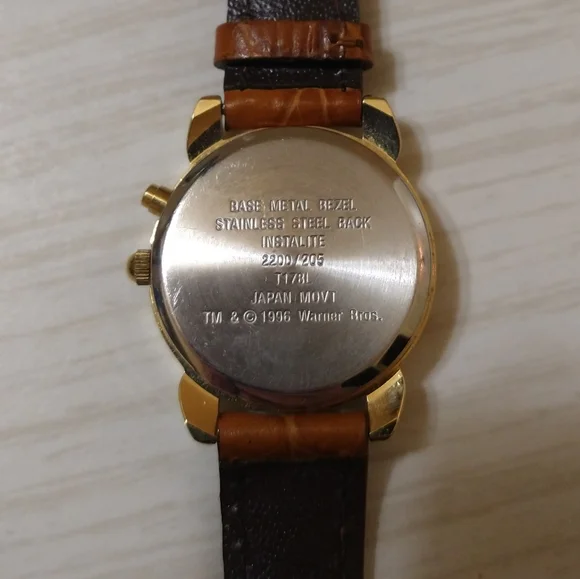 BASE METAL BEZEL
STAINLESS STEEL BACK
INSTALITE
2200/205
T178L
JAPAN MOVT
TM & © 1996 Warner Bros.